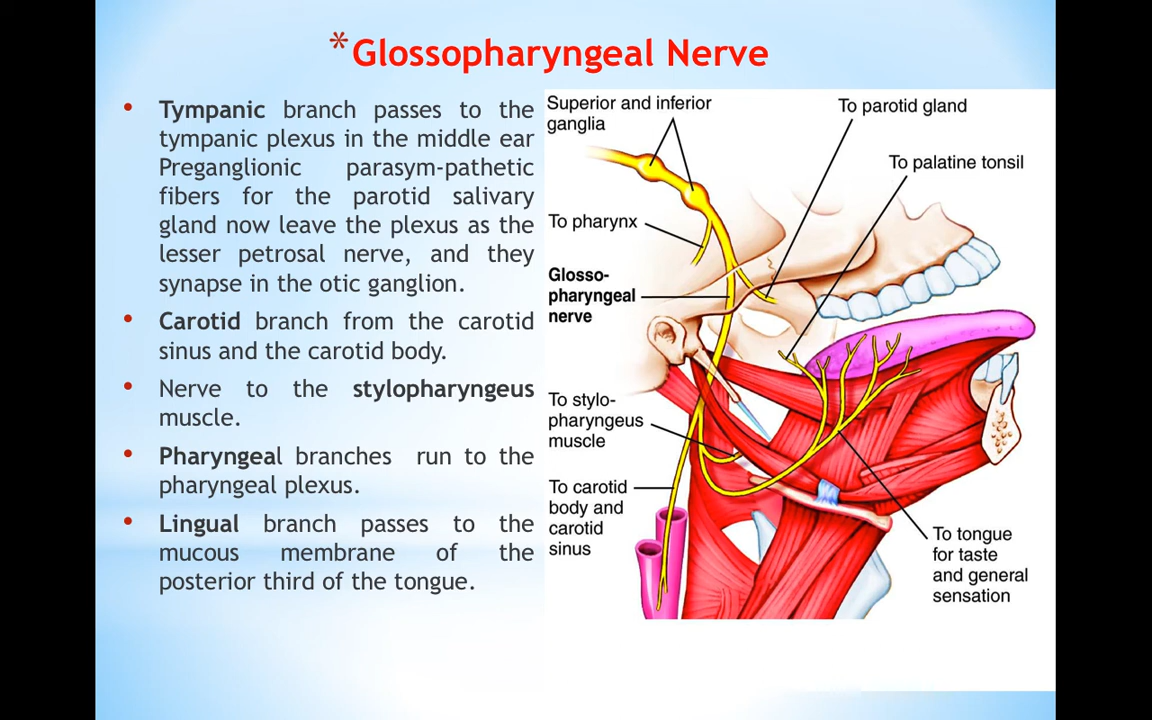 * Glossopharyngeal Nerve
• Tympanic branch passes to the
tympanic plexus in the middle ear
Preganglionic parasym-pathetic
fibers for the parotid salivary
gland now leave the plexus as the
lesser petrosal nerve, and they
synapse in the otic ganglion.
• Carotid branch from the carotid
sinus and the carotid body.
• Nerve to the stylopharyngeus
muscle.
• Pharyngeal branches run to the
pharyngeal plexus.
• Lingual branch passes to the
mucous membrane of the
posterior third of the tongue.
Superior and inferior
ganglia
To parotid gland
To palatine tonsil
To pharynx
Glosso-
pharyngeal
nerve
To stylo-
pharyngeus
muscle
To carotid
body and
carotid
sinus
To tongue
for taste
and general
sensation